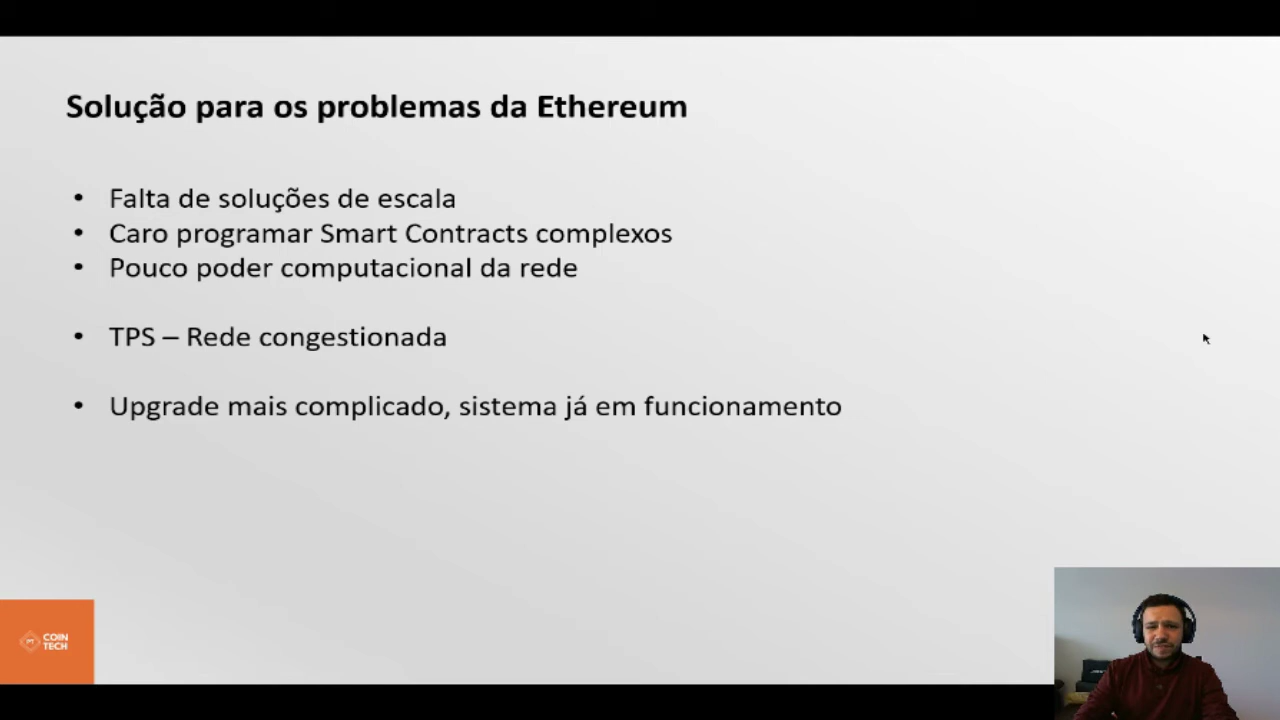 Solução para os problemas da Ethereum
• Falta de soluções de escala
• Caro programar Smart Contracts complexos
• Pouco poder computacional da rede
• TPS – Rede congestionada
• Upgrade mais complicado, sistema já em funcionamento
COIN
TECH